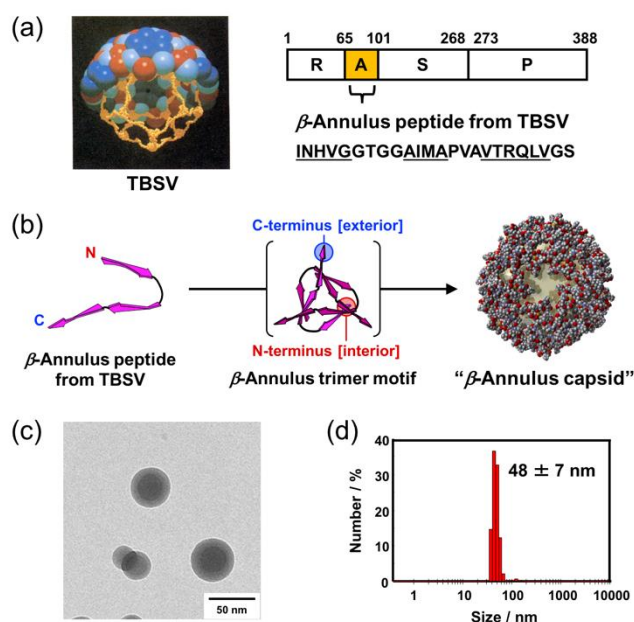 (a)
TBSV
1 65 101 268 273 388
R A S P
β-Annulus peptide from TBSV
INHVGGTGGAIMAPVAVTRQLVGS
(b)
N
C
β-Annulus peptide
from TBSV
C-terminus [exterior]
N-terminus [interior]
β-Annulus trimer motif
“β-Annulus capsid”
(c)
50 nm
(d)
Number / %
40
30
20
10
0
48 ± 7 nm
1 10 100 1000 10000
Size / nm